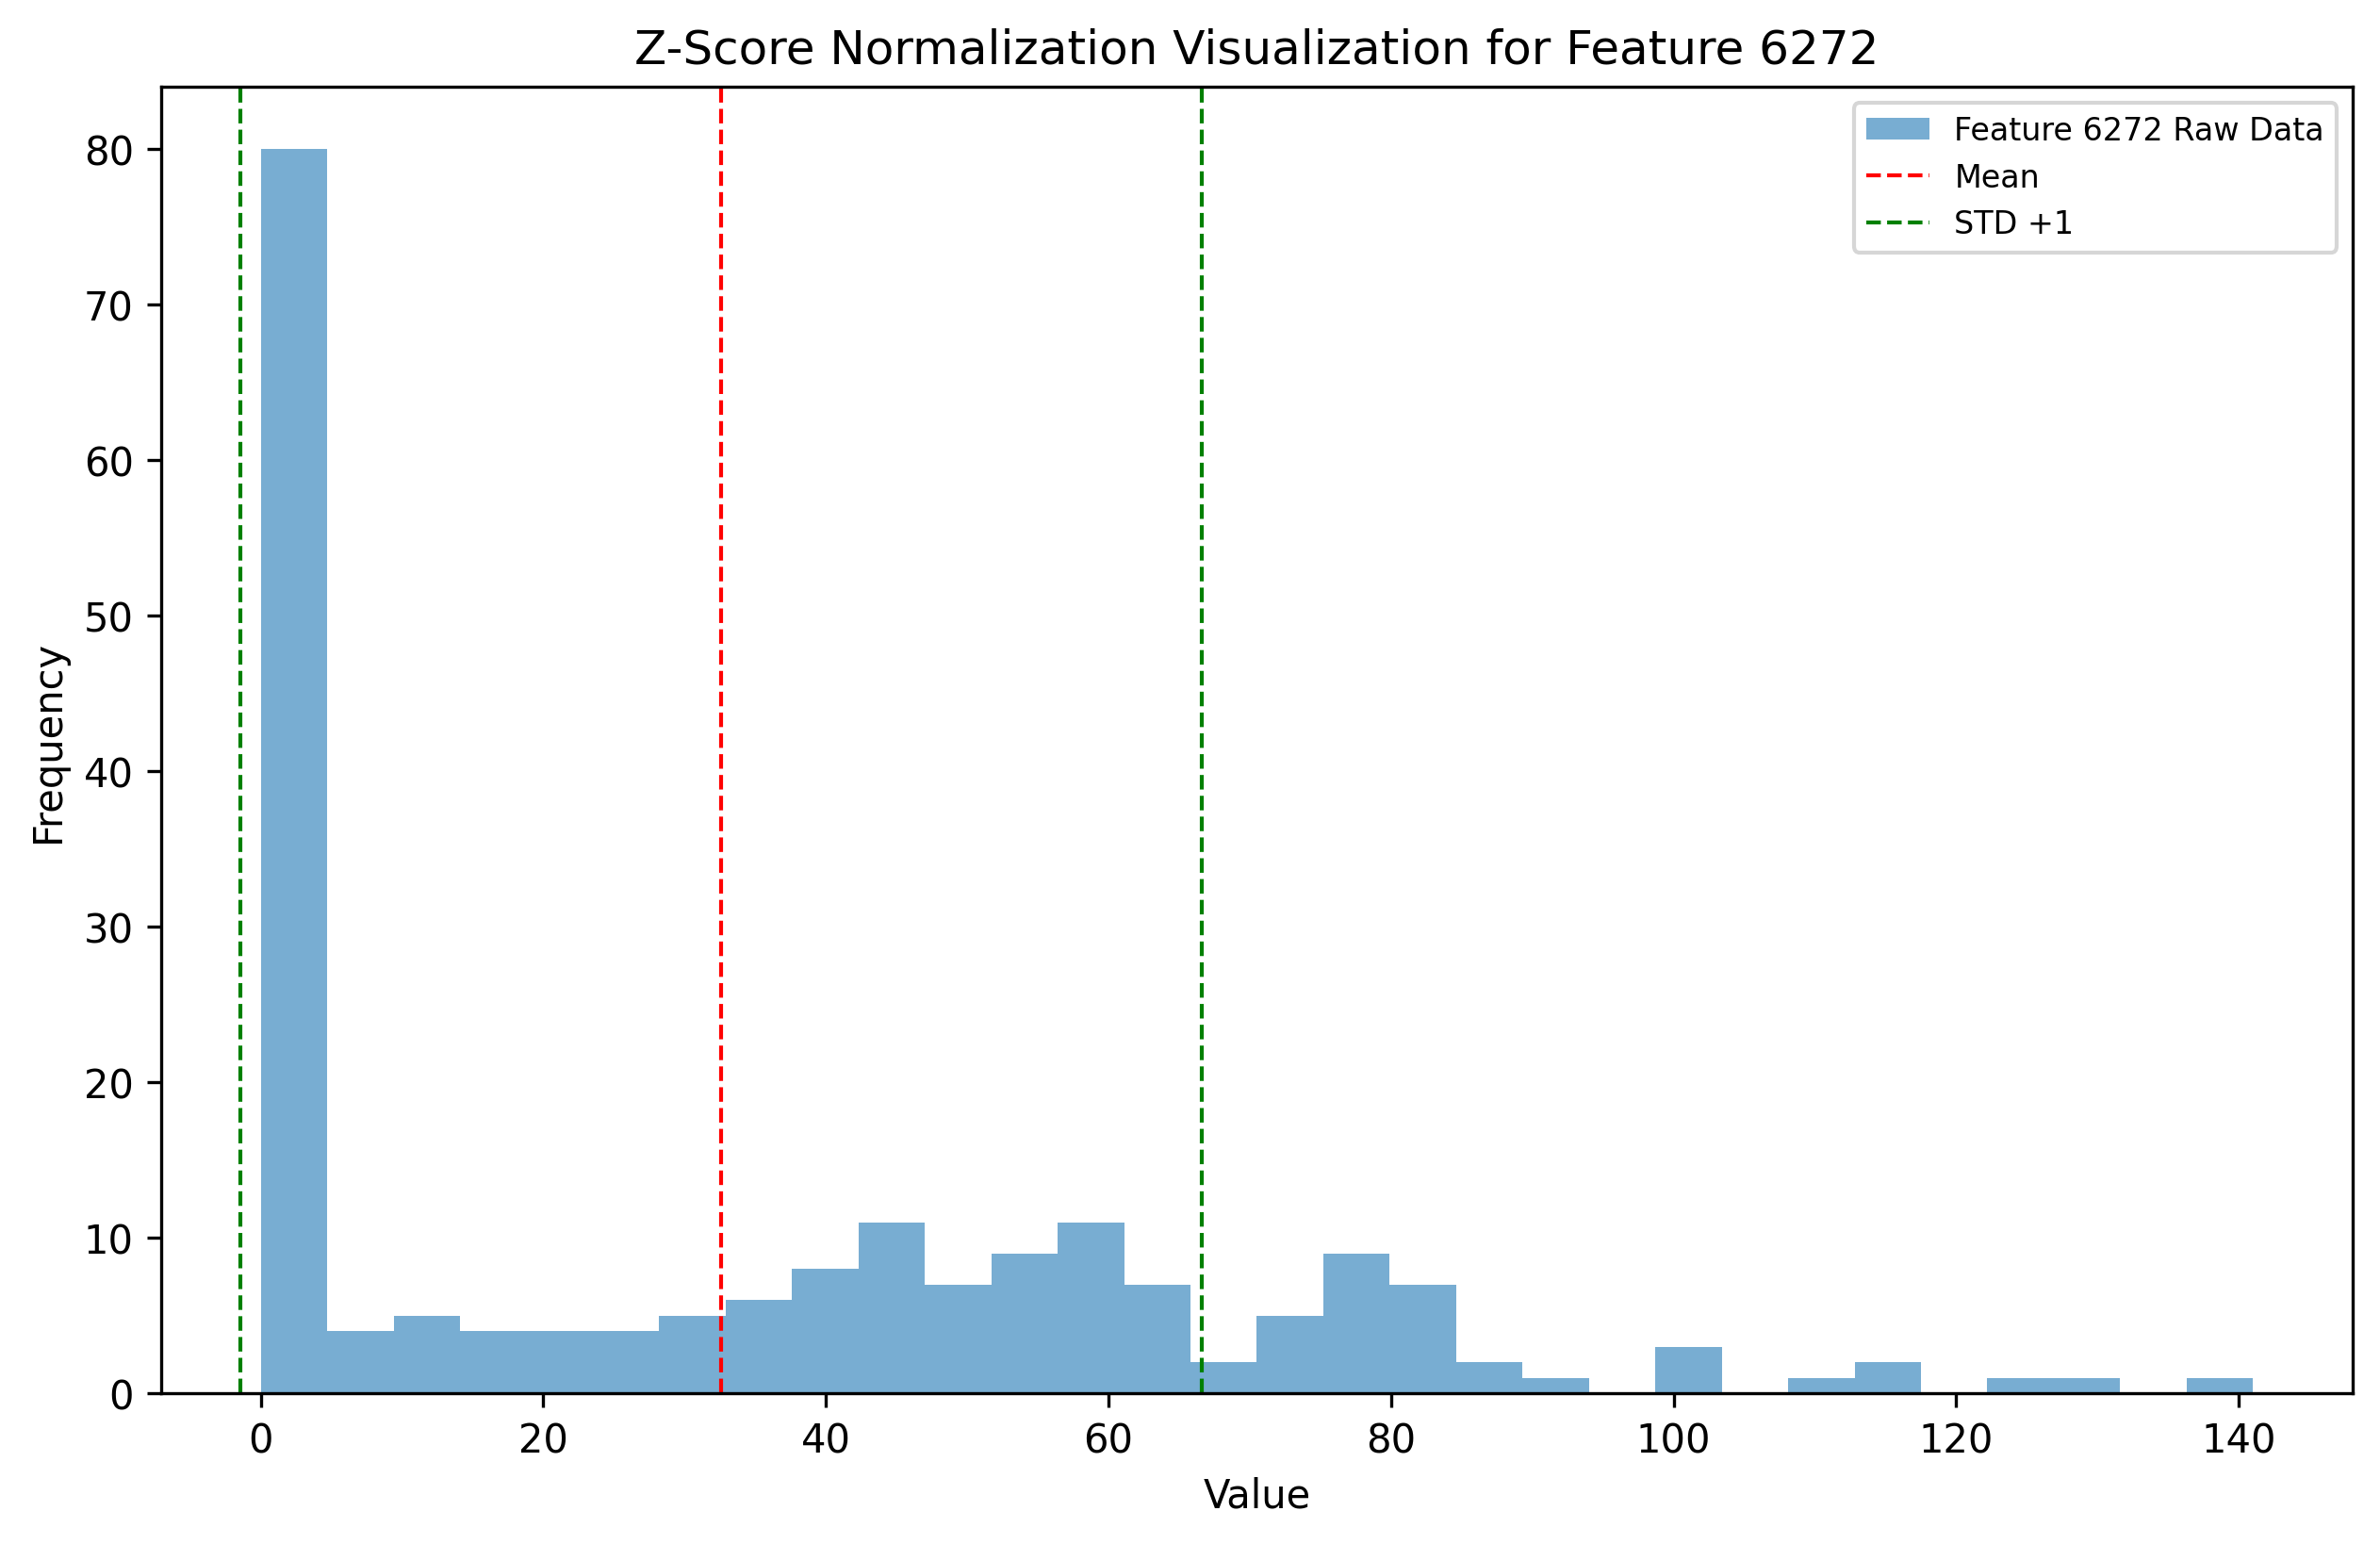 Z-Score Normalization Visualization for Feature 6272
Feature 6272 Raw Data
Mean
STD +1
80
70
60
50
40
30
20
10
0
Frequency
0 20 40 60 80 100 120 140
Value